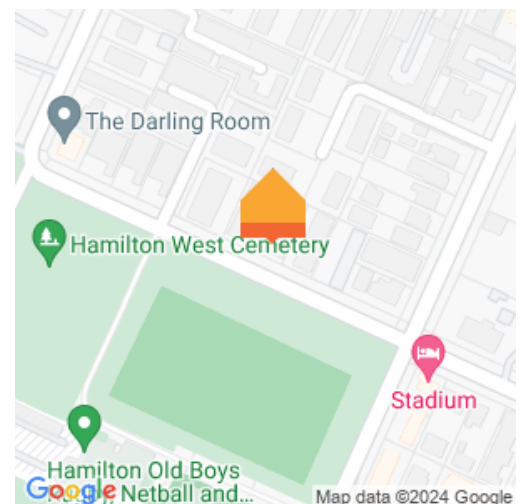 The Darling Room
Hamilton West Cemetery
Stadium
Hamilton Old Boys
Netball and...
Google
Map data ©2024 Google